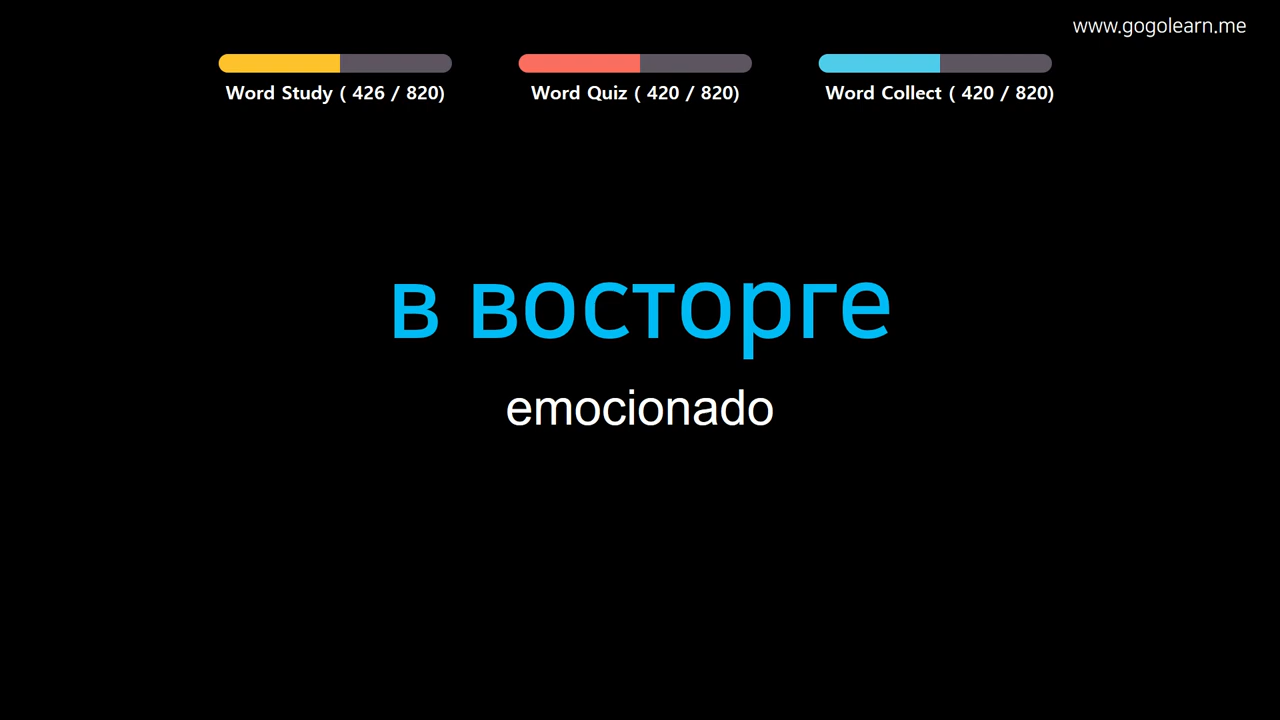 www.gogolearn.me
Word Study ( 426 / 820)
Word Quiz ( 420 / 820)
Word Collect ( 420 / 820)
в восторге
emocionado